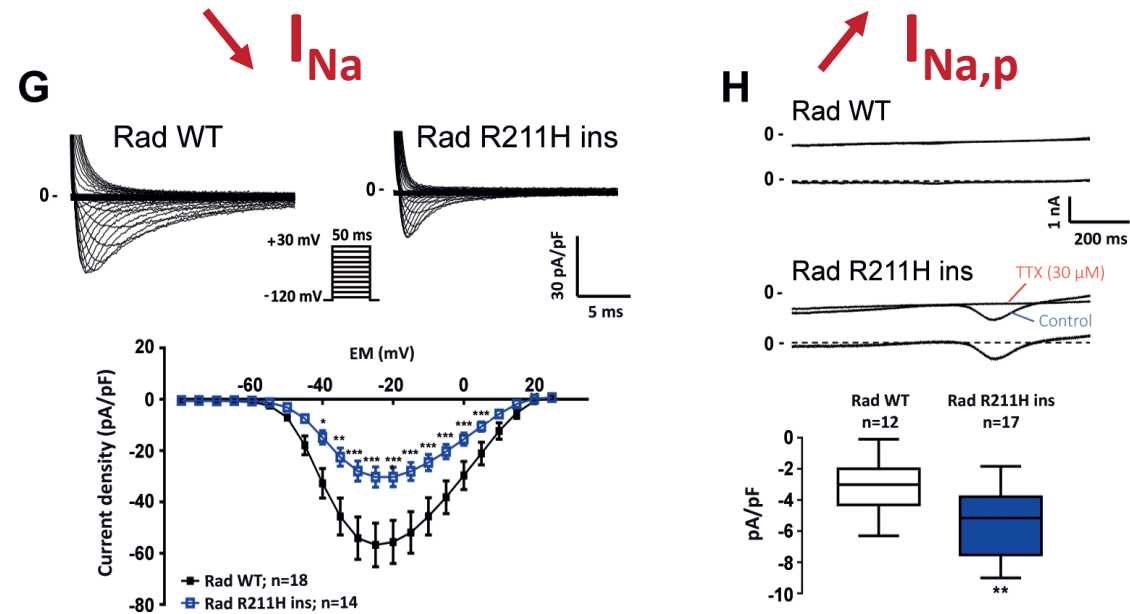 I Na
G
Rad WT
Rad R211H ins
0-
0-
+30 mV
50 ms
-120 mV
30 pA/pF
5 ms
EM (mV)
-60
-40
-20
0
20
20
0
-20
-40
-60
-80
Current density (pA/pF)
*
**
***
***
***
***
***
***
***
***
Rad WT; n=18
Rad R211H ins; n=14
I Na,p
H
Rad WT
0-
0-
1 nA
200 ms
Rad R211H ins
TTX (30 µM)
0-
Control
0-
Rad WT
n=12
Rad R211H ins
n=17
0
-2
-4
-6
-8
-10
pA/pF
**